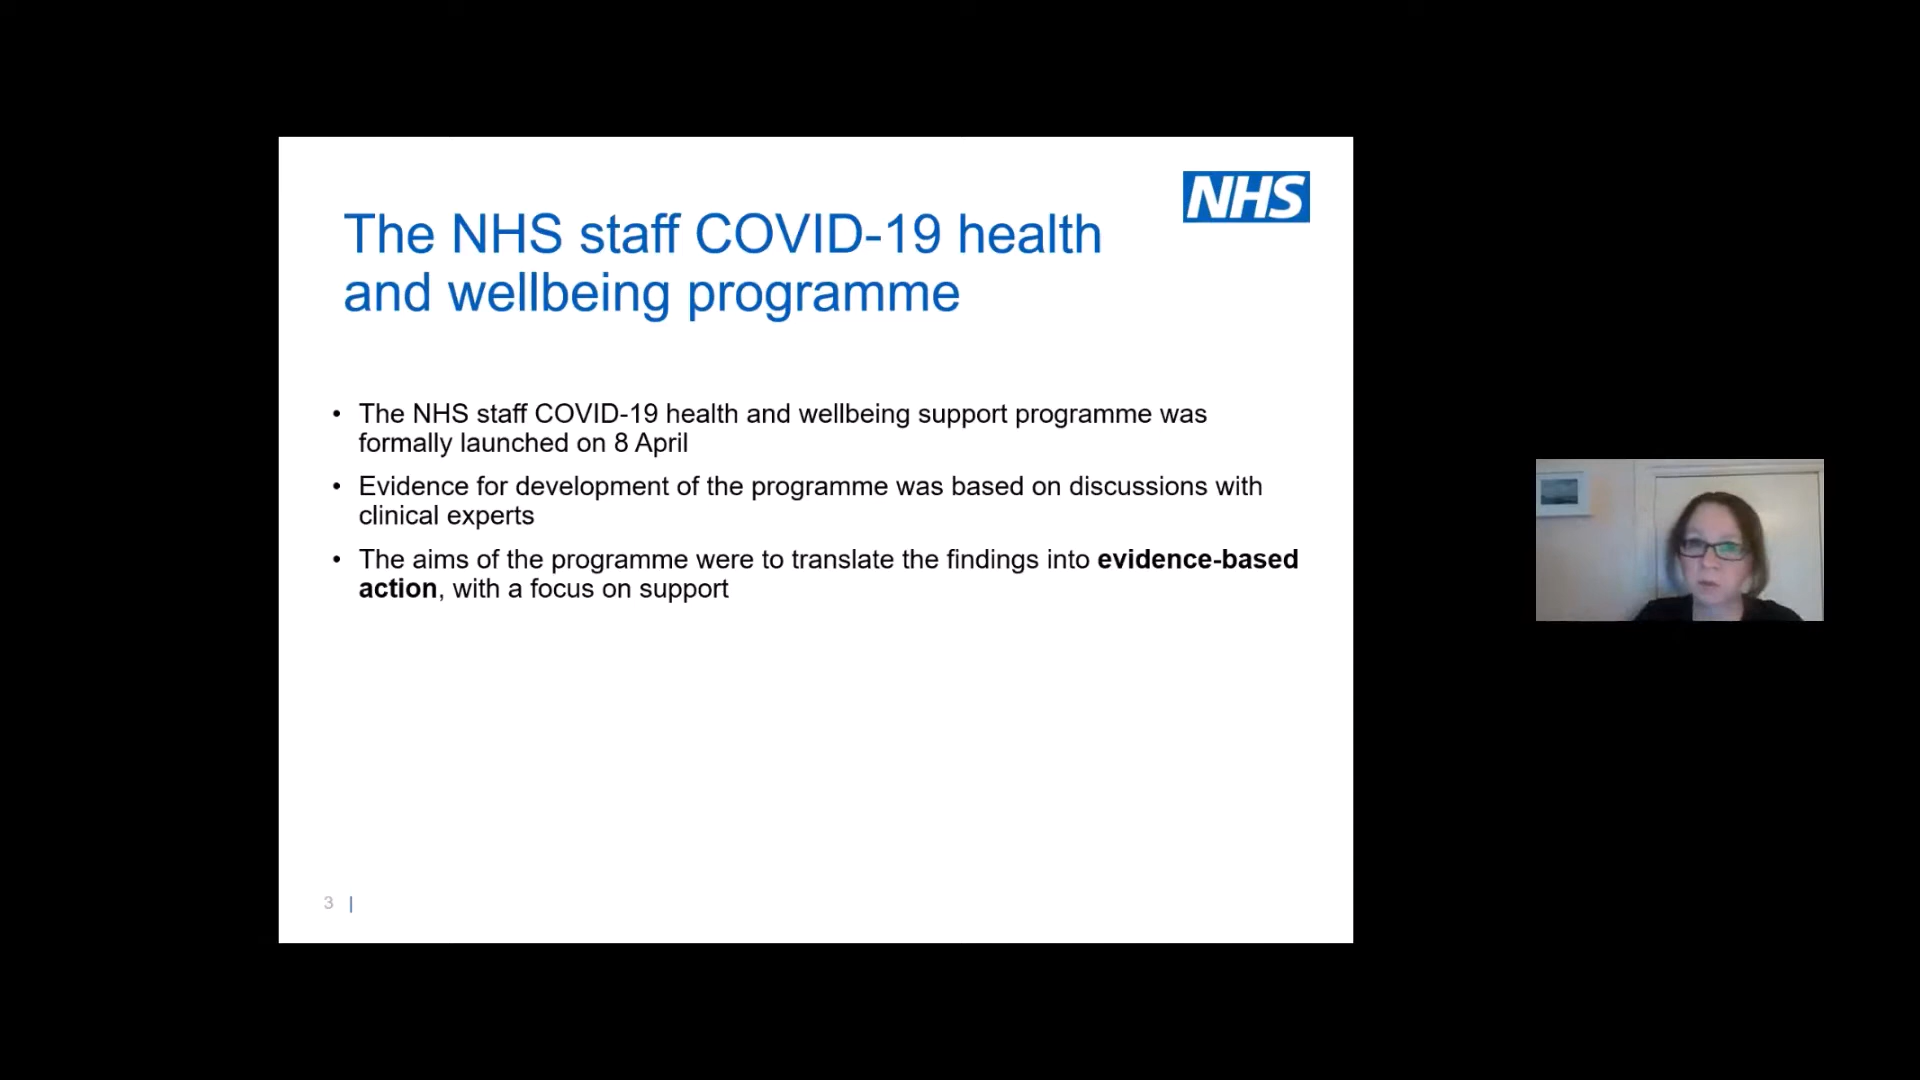 NHS
The NHS staff COVID-19 health
and wellbeing programme
• The NHS staff COVID-19 health and wellbeing support programme was
formally launched on 8 April
• Evidence for development of the programme was based on discussions with
clinical experts
• The aims of the programme were to translate the findings into evidence-based
action, with a focus on support
3 |